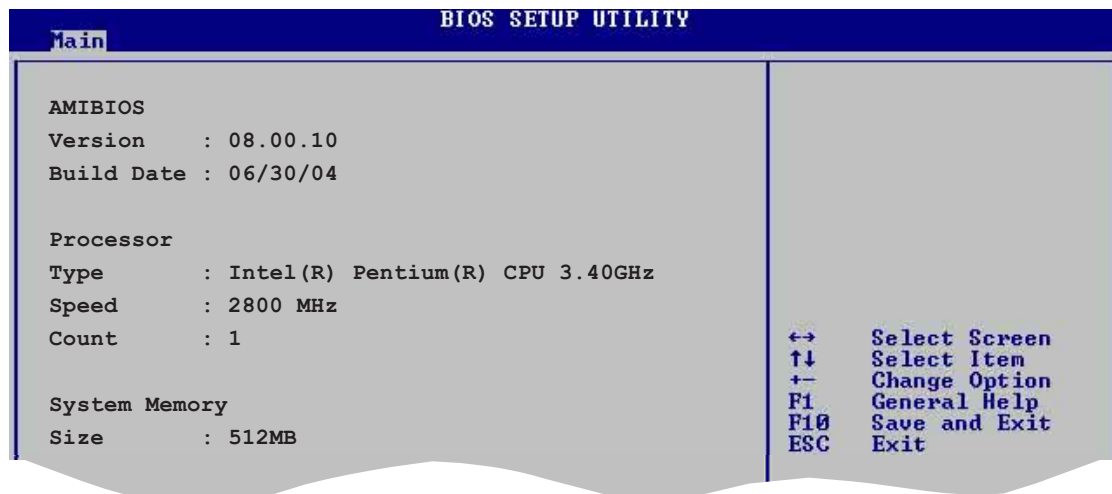 BIOS SETUP UTILITY
Main
AMIBIOS
Version : 08.00.10
Build Date : 06/30/04
Processor
Type : Intel(R) Pentium(R) CPU 3.40GHz
Speed : 2800 MHz
Count : 1
System Memory
Size : 512MB
↔ Select Screen
↑↓ Select Item
+- Change Option
F1 General Help
F10 Save and Exit
ESC Exit